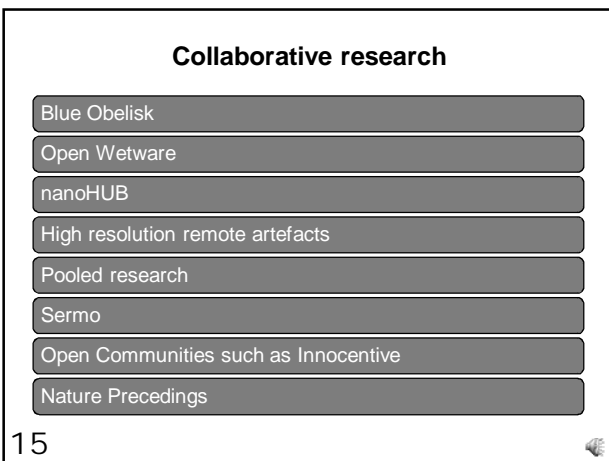 Collaborative research
Blue Obelisk
Open Wetware
nanoHUB
High resolution remote artefacts
Pooled research
Sermo
Open Communities such as Innocentive
Nature Precedings
15